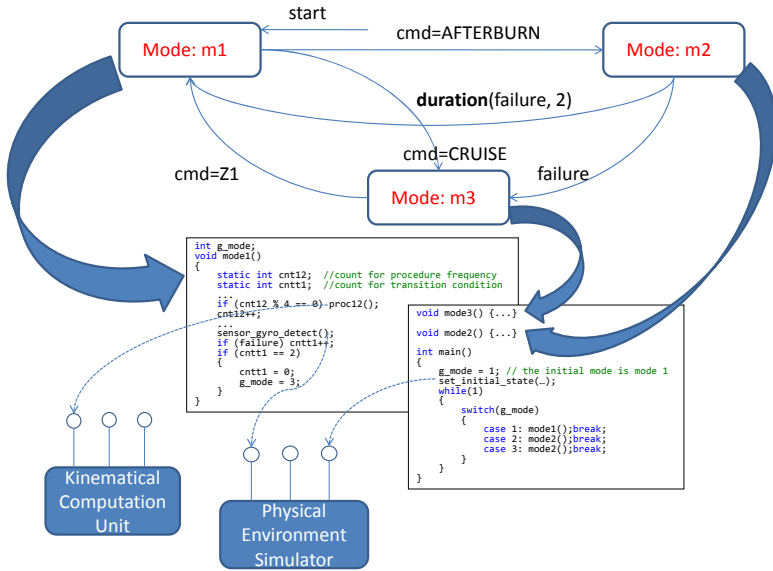 start
cmd=AFTERBURN
Mode: m1
Mode: m2
duration(failure, 2)
cmd=CRUISE
cmd=Z1
failure
Mode: m3
int g_mode;
void mode1()
{
static int cnt12;  //count for procedure frequency
static int cntt1;  //count for transition condition
...
if (cnt12 % 4 == 0) proc12();
cnt12++;
...
sensor_gyro_detect();
if (failure) cntt1++;
if (cntt1 == 2)
{
cntt1 = 0;
g_mode = 3;
}
}
void mode3() {...}
void mode2() {...}
int main()
{
g_mode = 1; // the initial mode is mode 1
set_initial_state(…);
while(1)
{
switch(g_mode)
{
case 1: mode1();break;
case 2: mode2();break;
case 3: mode2();break;
}
}
}
Kinematical
Computation
Unit
Physical
Environment
Simulator